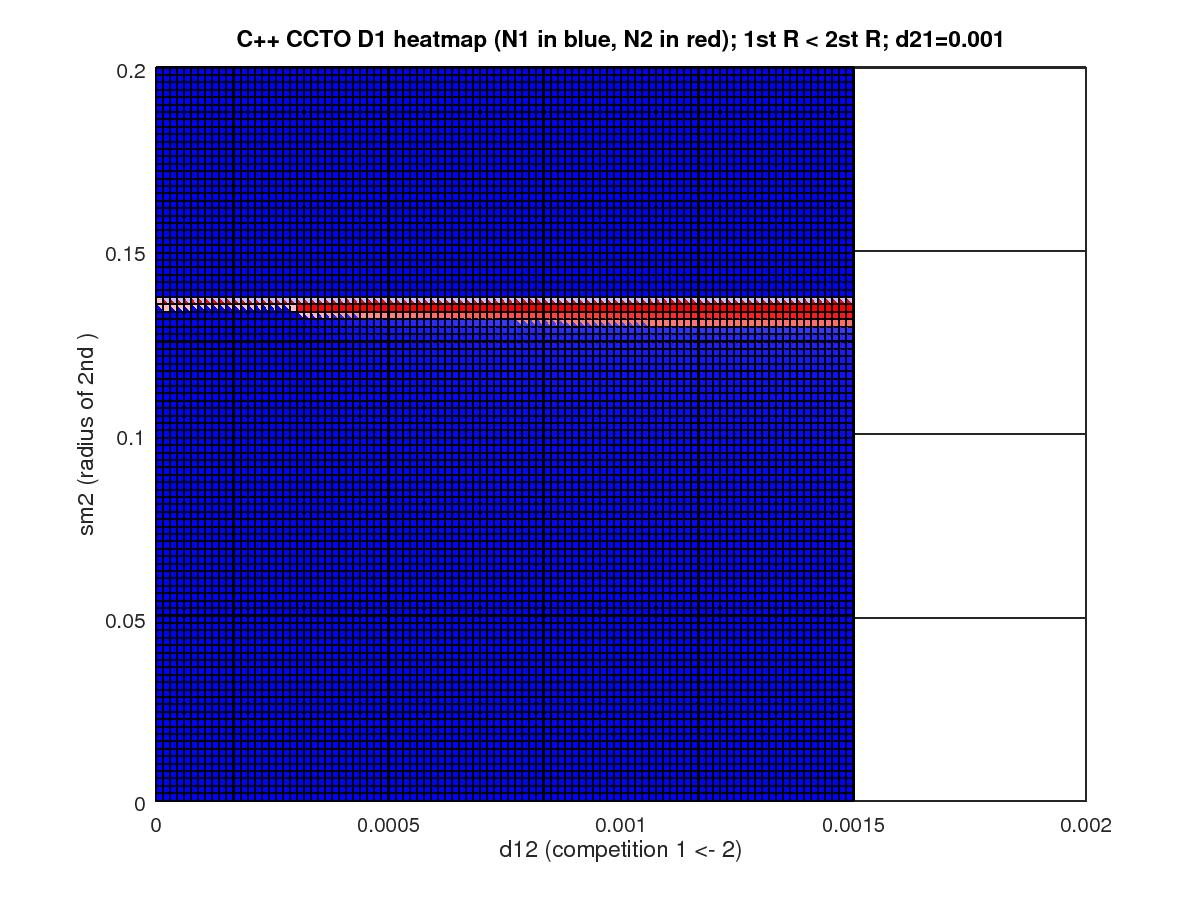 C++ CCTO D1 heatmap (N1 in blue, N2 in red); 1st R < 2st R; d21=0.001
0.2
0.15
0.1
0.05
0
sm2 (radius of 2nd )
0 0.0005 0.001 0.0015 0.002
d12 (competition 1 <- 2)